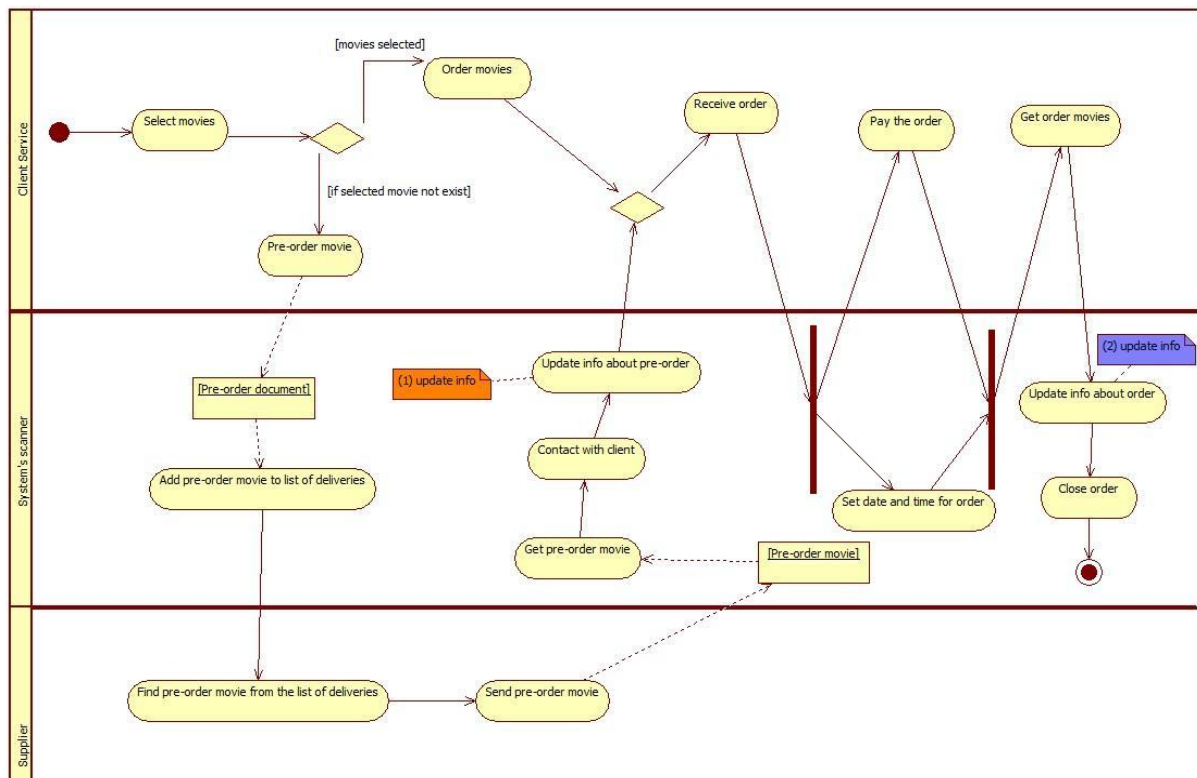 Client Service
[movies selected]
Order movies
Select movies
Receive order
Pay the order
Get order movies
[if selected movie not exist]
Pre-order movie
System's scanner
(1) update info
Update info about pre-order
(2) update info
[Pre-order document]
Update info about order
Contact with client
Add pre-order movie to list of deliveries
Set date and time for order
Close order
Get pre-order movie
[Pre-order movie]
Supplier
Find pre-order movie from the list of deliveries
Send pre-order movie